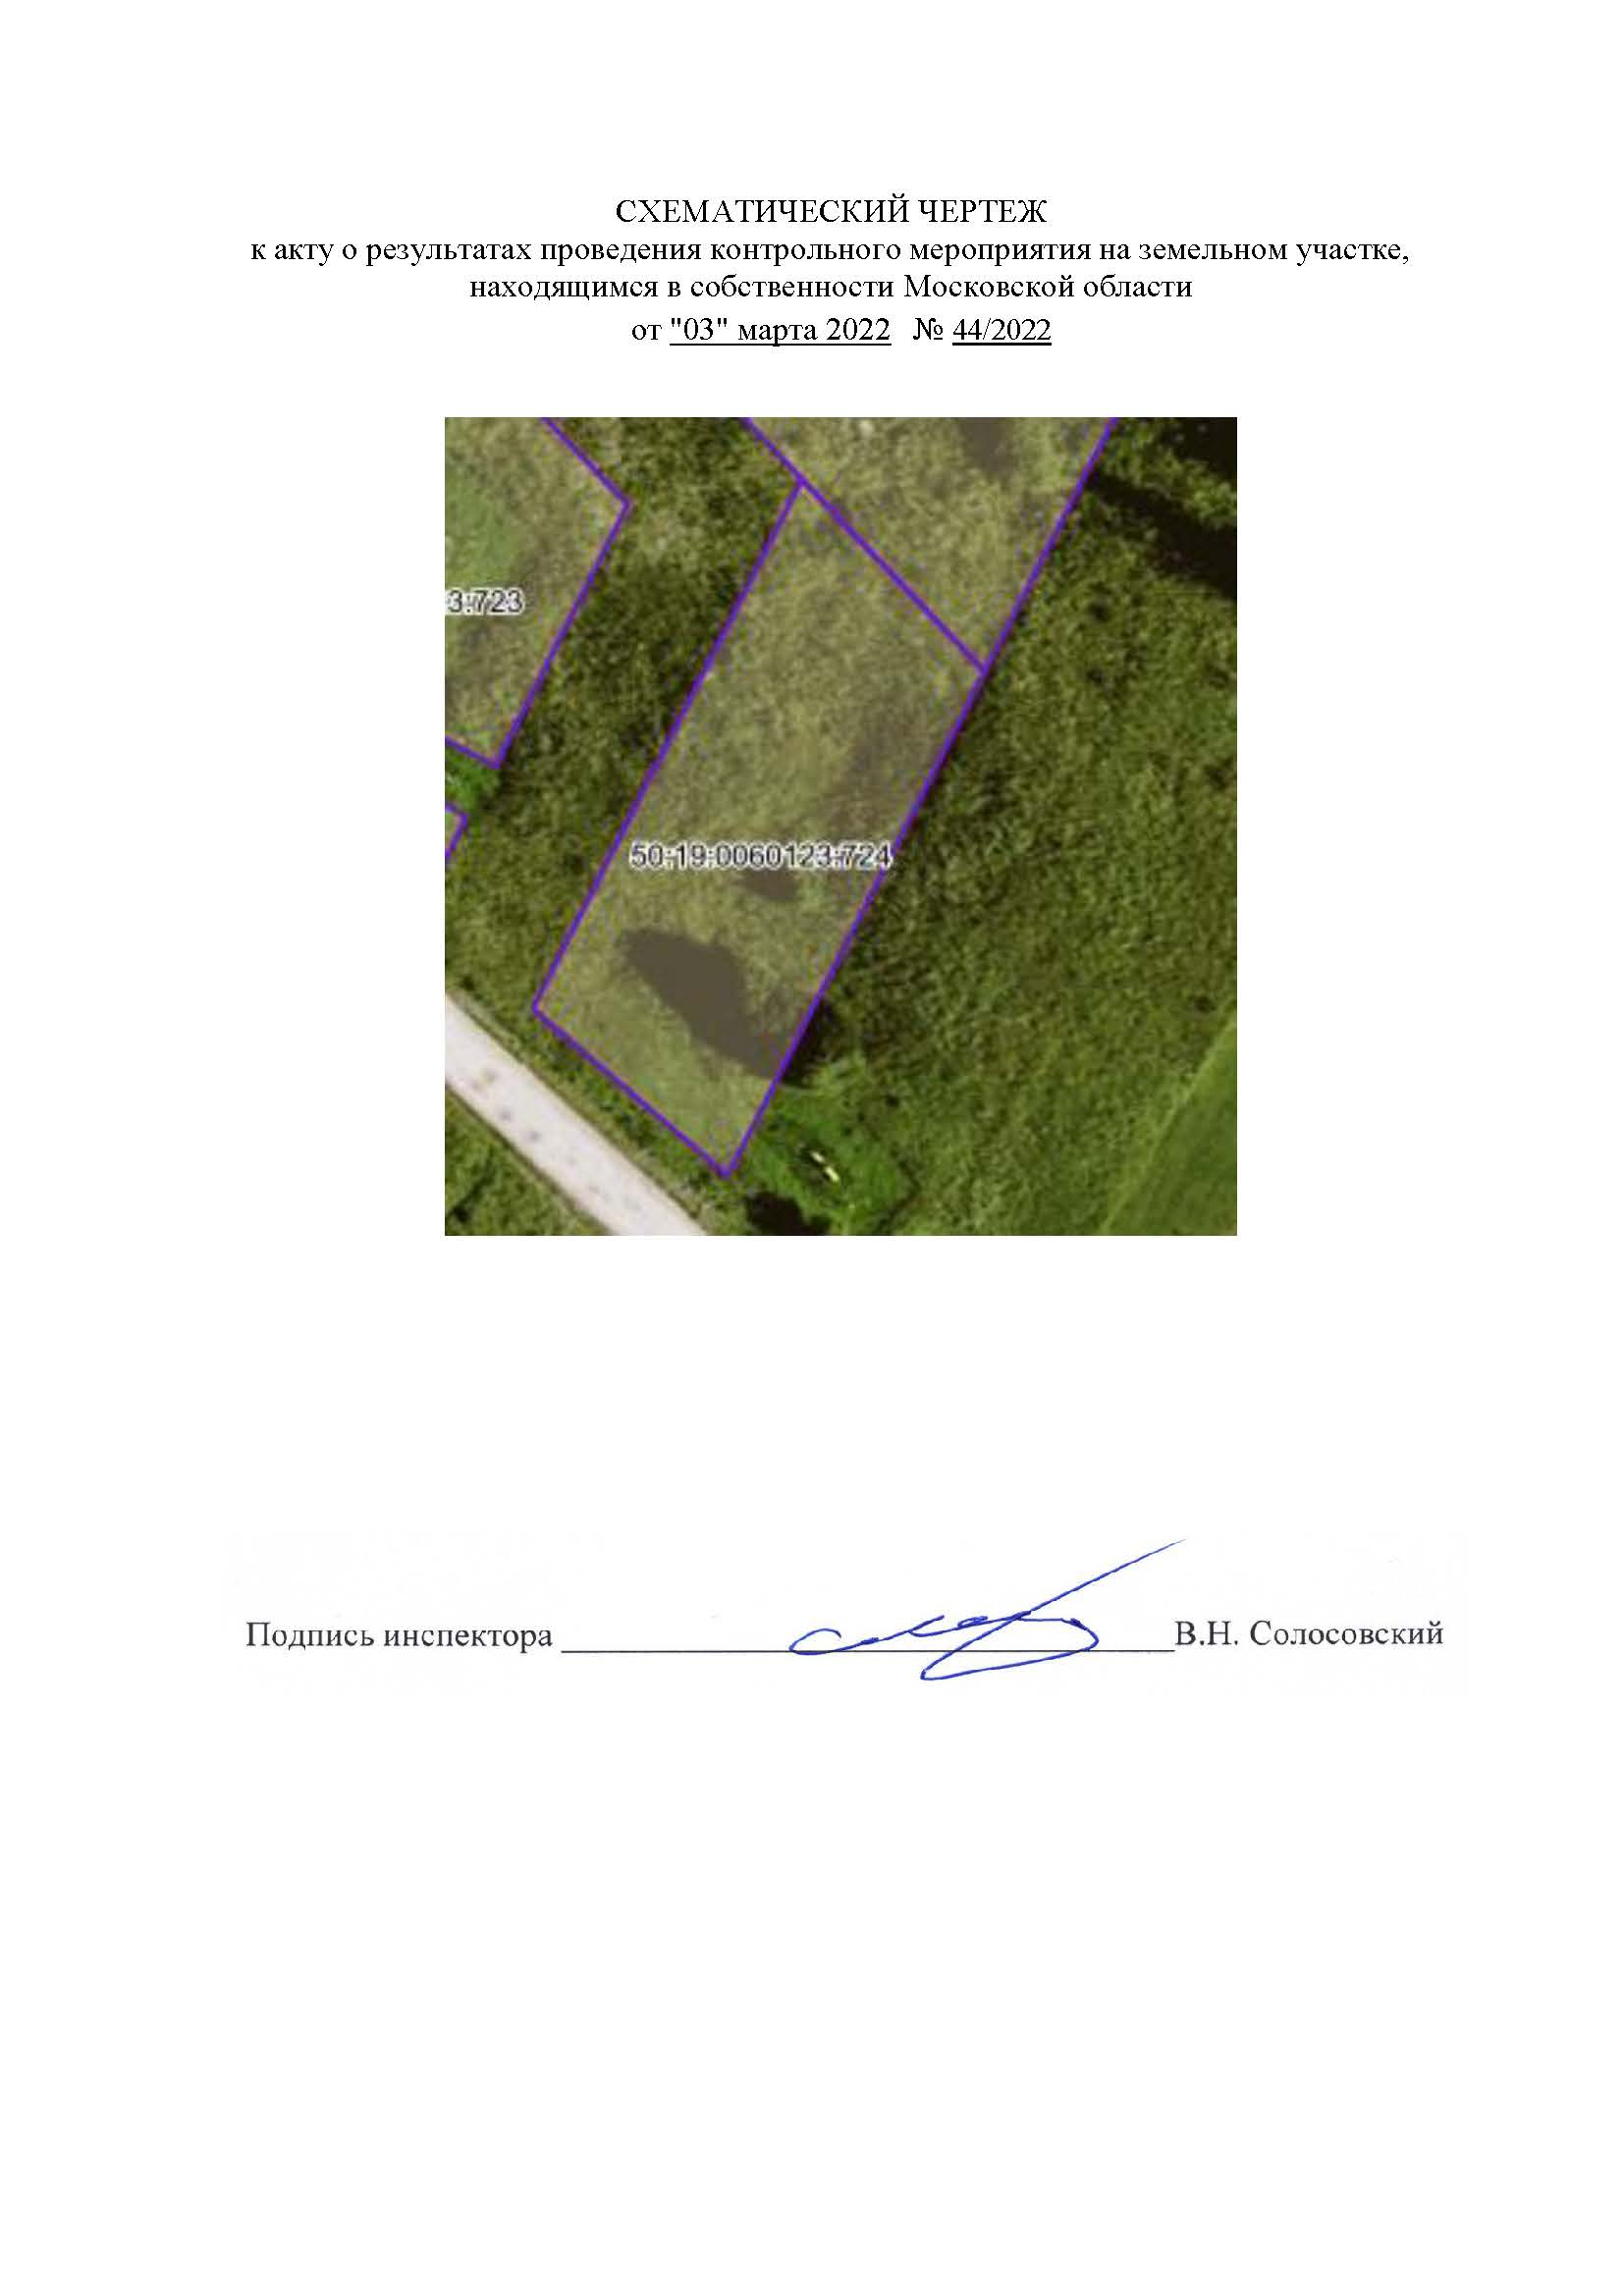 СХЕМАТИЧЕСКИЙ ЧЕРТЕЖ
к акту о результатах проведения контрольного мероприятия на земельном участке,
находящимся в собственности Московской области
от "03" марта 2022 № 44/2022
3:723
50:19:0060123:724
Подпись инспектора В.Н. Солосовский